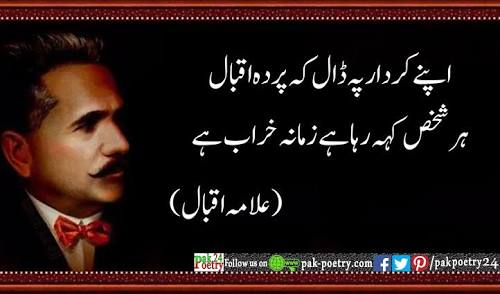 اپنے کردار پہ ڈال کہ پردہ اقبال
ہر شخص کہہ رہا ہے زمانہ خراب ہے
(علامہ اقبال)
pak24 Poetry Follow us on pak-poetry.com /pakpoetry24